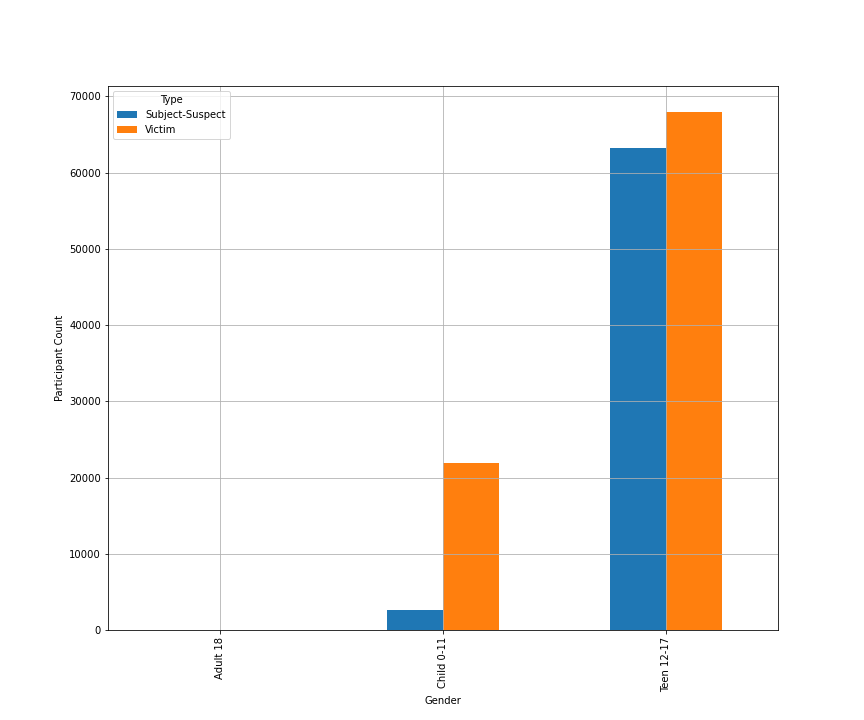 Type
Subject-Suspect
Victim
70000
60000
50000
40000
30000
20000
10000
0
Participant Count
Adult 18
Child 0-11
Teen 12-17
Gender